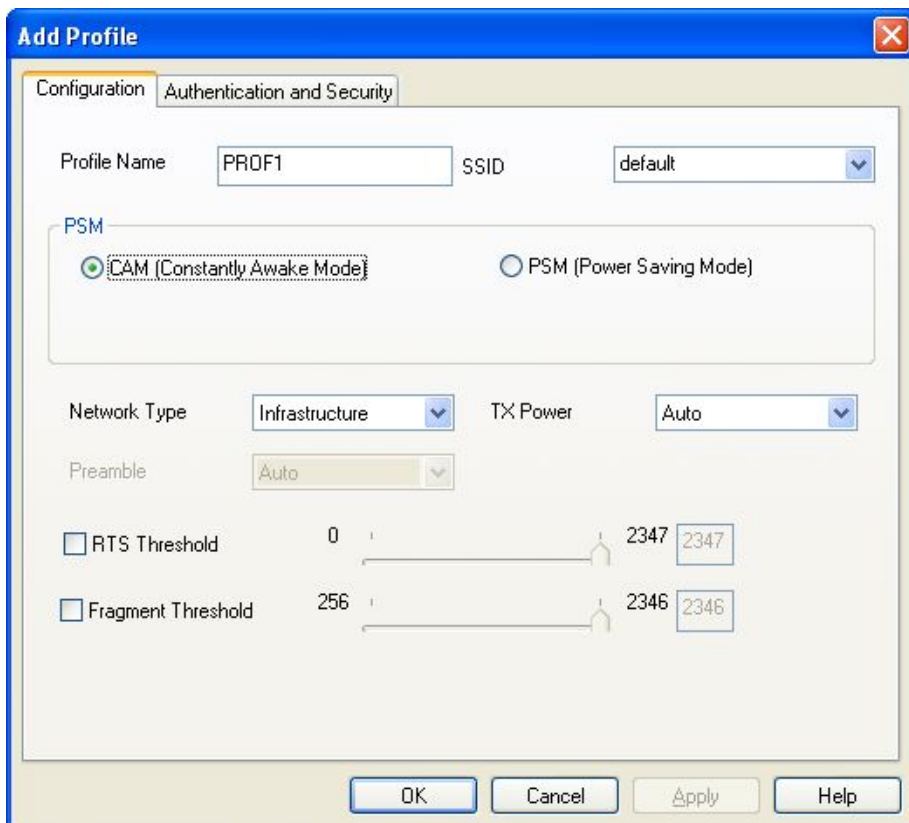 Add Profile
Configuration Authentication and Security
Profile Name PROF1 SSID default
PSM
CAM (Constantly Awake Mode) PSM (Power Saving Mode)
Network Type Infrastructure TX Power Auto
Preamble Auto
RTS Threshold 0 2347 2347
Fragment Threshold 256 2346 2346
OK Cancel Apply Help